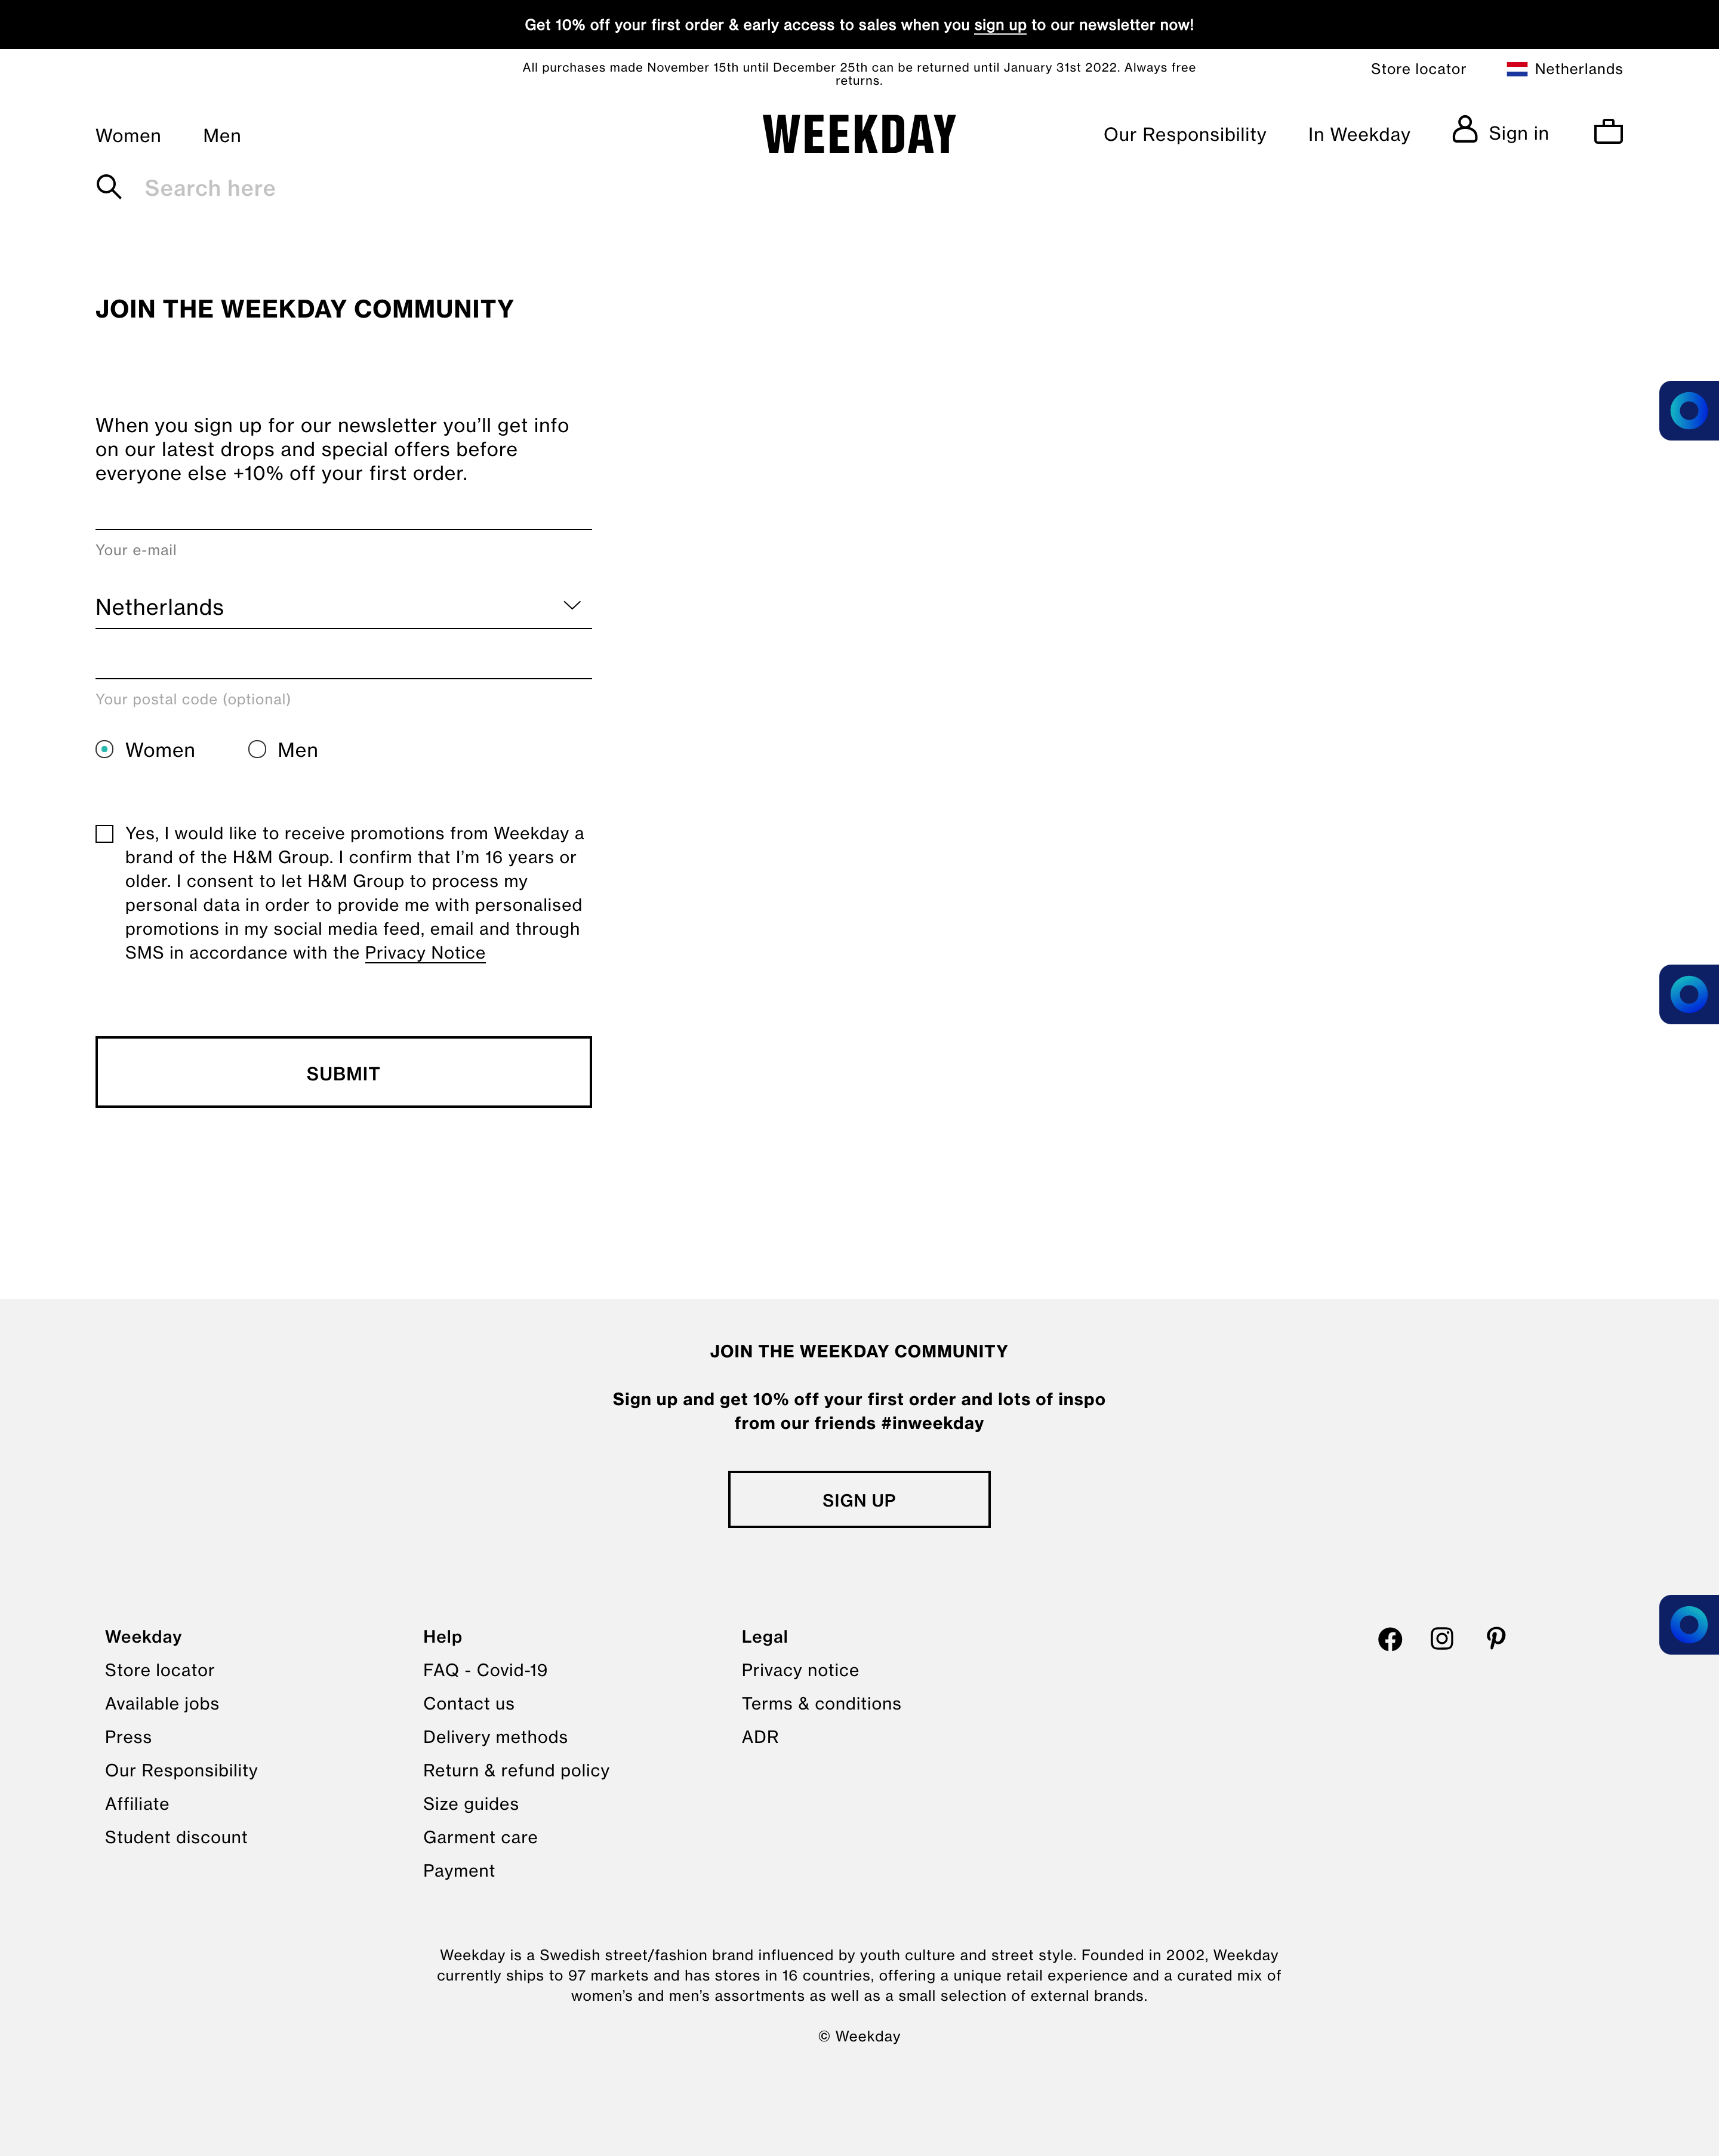 Get 10% off your first order & early access to sales when you sign up to our newsletter now!
All purchases made November 15th until December 25th can be returned until January 31st 2022. Always free
returns.
Store locator
Netherlands
Women
Men
WEEKDAY
Our Responsibility
In Weekday
Sign in
Search here
JOIN THE WEEKDAY COMMUNITY
When you sign up for our newsletter you’ll get info
on our latest drops and special offers before
everyone else +10% off your first order.
Your e-mail
Netherlands
Your postal code (optional)
Women
Men
Yes, I would like to receive promotions from Weekday a
brand of the H&M Group. I confirm that I’m 16 years or
older. I consent to let H&M Group to process my
personal data in order to provide me with personalised
promotions in my social media feed, email and through
SMS in accordance with the Privacy Notice
SUBMIT
JOIN THE WEEKDAY COMMUNITY
Sign up and get 10% off your first order and lots of inspo
from our friends #inweekday
SIGN UP
Weekday
Store locator
Available jobs
Press
Our Responsibility
Affiliate
Student discount
Help
FAQ - Covid-19
Contact us
Delivery methods
Return & refund policy
Size guides
Garment care
Payment
Legal
Privacy notice
Terms & conditions
ADR
Weekday is a Swedish street/fashion brand influenced by youth culture and street style. Founded in 2002, Weekday
currently ships to 97 markets and has stores in 16 countries, offering a unique retail experience and a curated mix of
women’s and men’s assortments as well as a small selection of external brands.
© Weekday